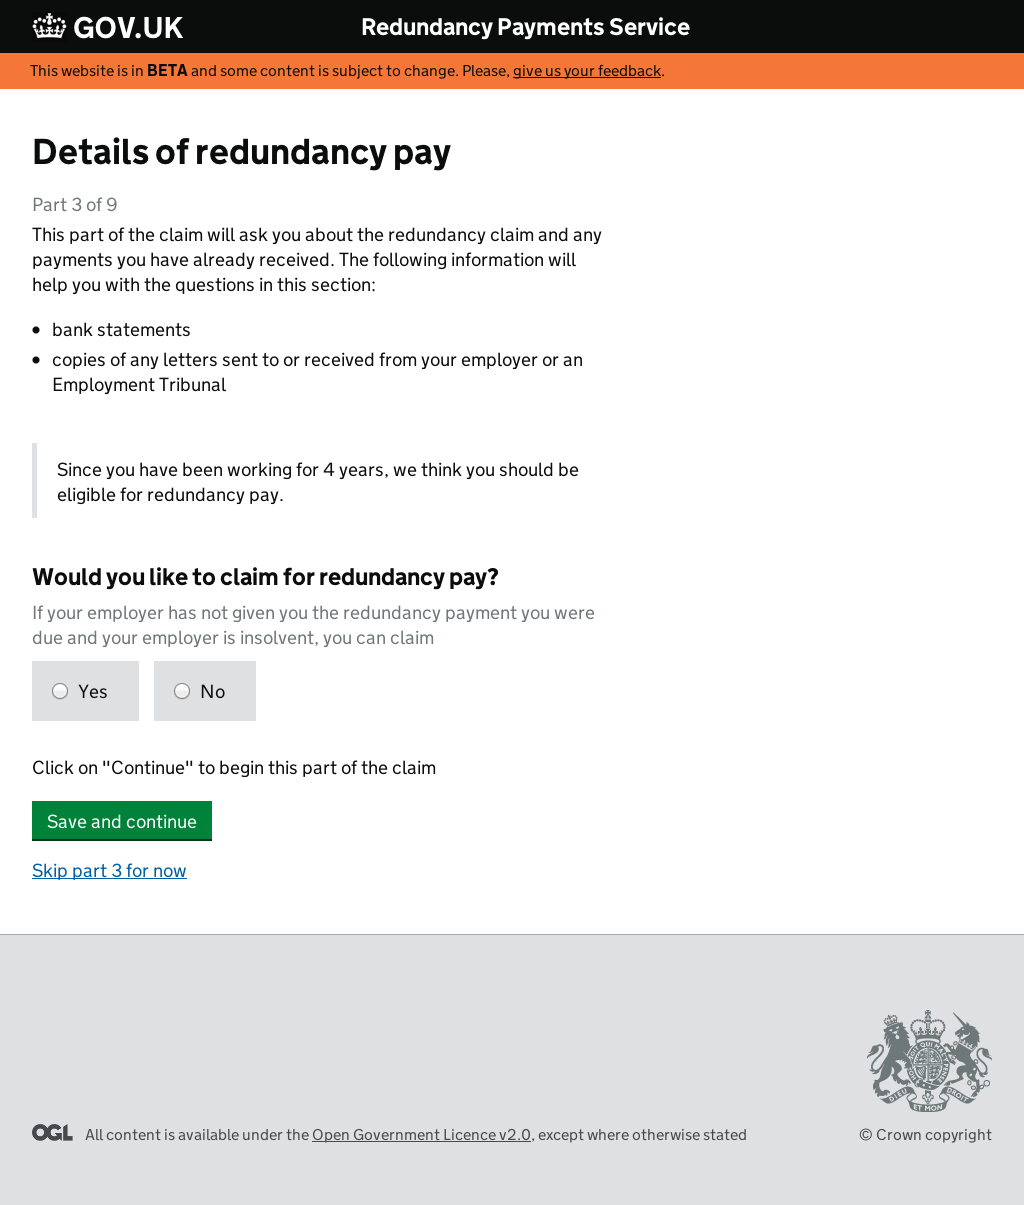 GOV.UK
Redundancy Payments Service
This website is in BETA and some content is subject to change. Please, give us your feedback.
Details of redundancy pay
Part 3 of 9
This part of the claim will ask you about the redundancy claim and any
payments you have already received. The following information will
help you with the questions in this section:
• bank statements
• copies of any letters sent to or received from your employer or an
Employment Tribunal
Since you have been working for 4 years, we think you should be
eligible for redundancy pay.
Would you like to claim for redundancy pay?
If your employer has not given you the redundancy payment you were
due and your employer is insolvent, you can claim
Yes
No
Click on "Continue" to begin this part of the claim
Save and continue
Skip part 3 for now
DIEU ET MON DROIT
OGL
All content is available under the Open Government Licence v2.0, except where otherwise stated
© Crown copyright